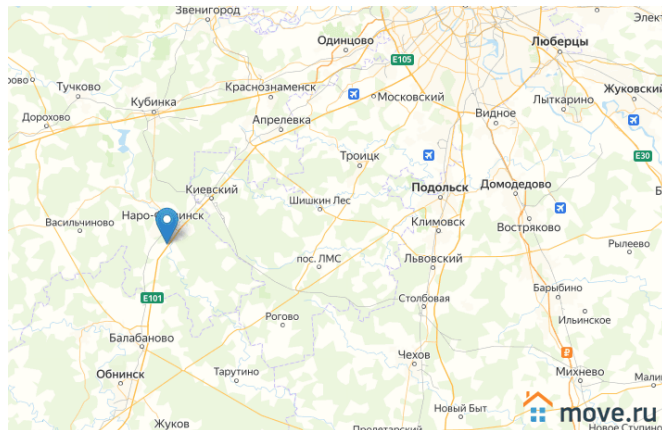 Звенигород
Одинцово
Люберцы
E105
Тучково
Краснознаменск
Московский
Жуковский
Кубинка
Лыткарино
Дорохово
Видное
Апрелевка
E30
Троицк
Киевский
Подольск
Домодедово
Шишкин Лес
Васильчиново
Климовск
Востряково
Рылеево
пос. ЛМС
Львовский
E101
Столбовая
Барыбино
Рогово
Ильинское
Балабаново
Чехов
Обнинск
Тарутино
Михнево
Новый Быт
Жуков
move.ru